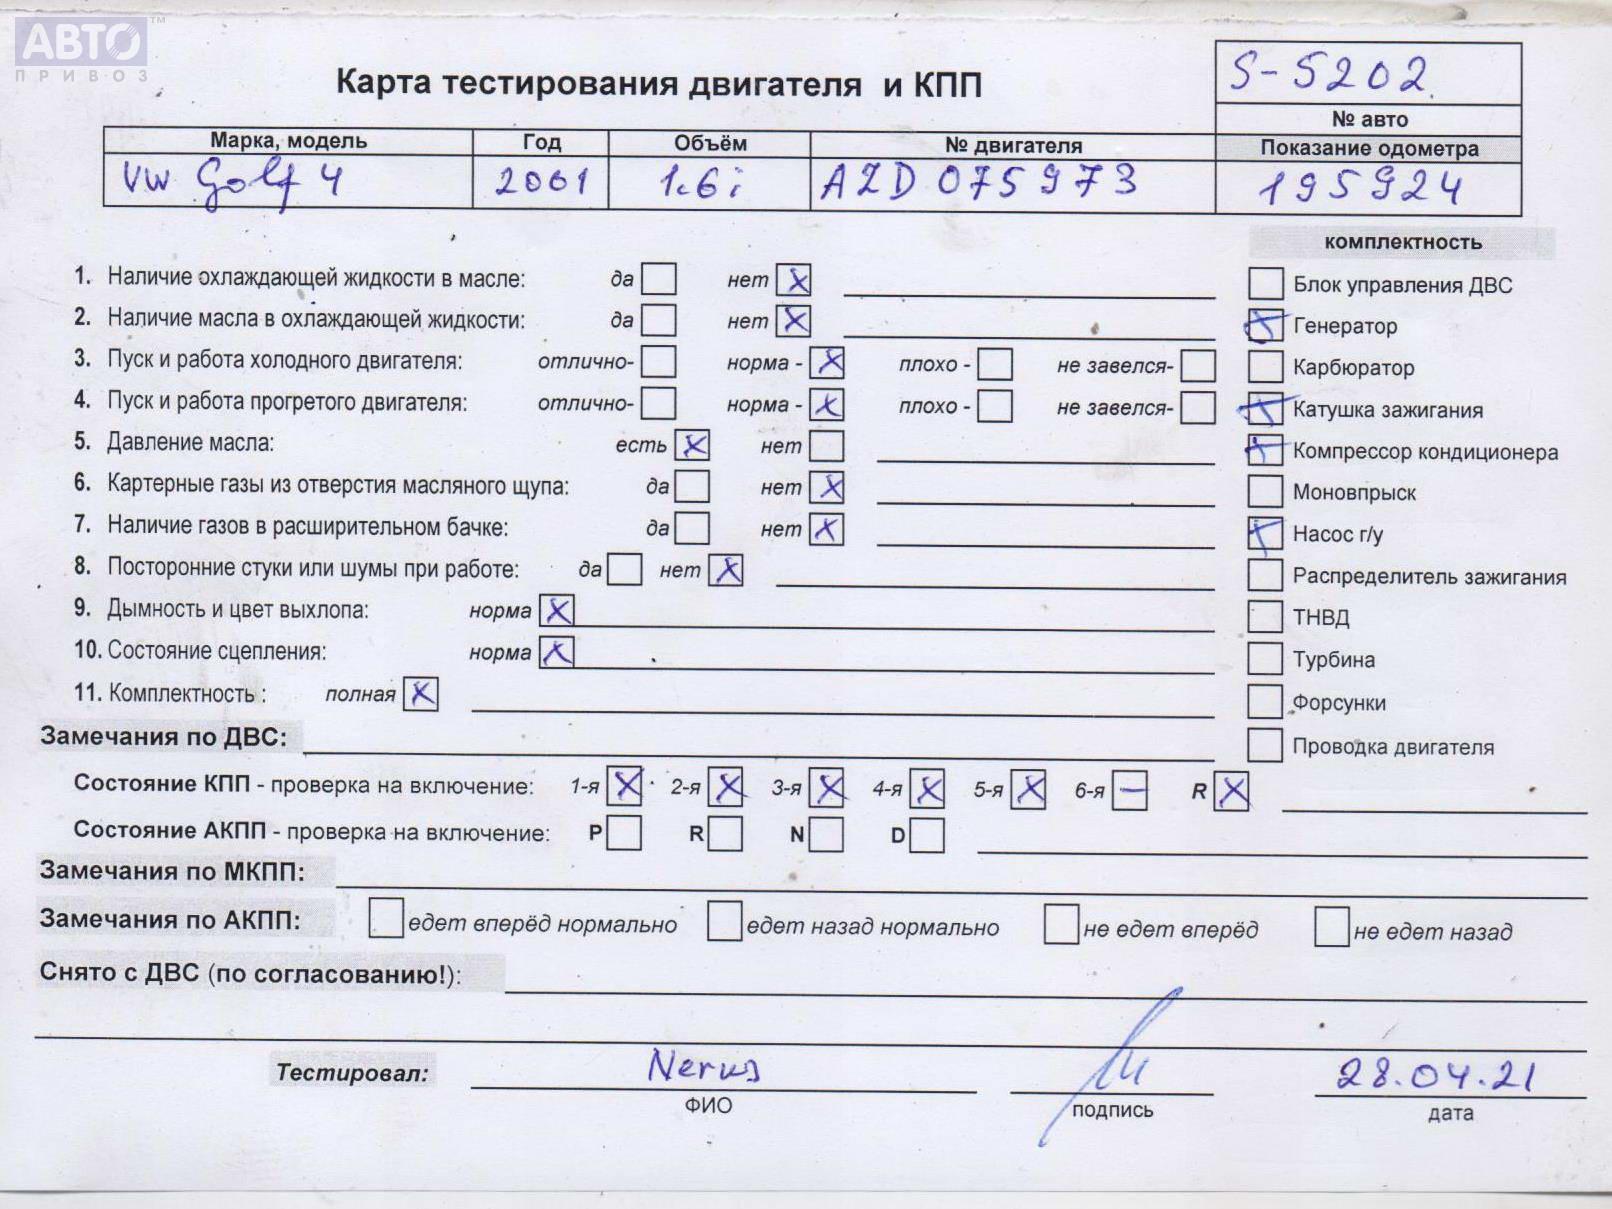 АВТО™
ПРИВОЗ
Карта тестирования двигателя и КПП
S-5202
№ авто
Марка, модель Год Объём № двигателя Показание одометра
VW Golf 4 2001 1.6i AZD 075973 195924
комплектность
1. Наличие охлаждающей жидкости в масле: да нет X
Блок управления ДВС
2. Наличие масла в охлаждающей жидкости: да нет X
X Генератор
3. Пуск и работа холодного двигателя: отлично- норма - X плохо - не завелся-
Карбюратор
4. Пуск и работа прогретого двигателя: отлично- норма - X плохо - не завелся-
X Катушка зажигания
5. Давление масла: есть X нет
X Компрессор кондиционера
6. Картерные газы из отверстия масляного щупа: да нет X
Моновпрыск
7. Наличие газов в расширительном бачке: да нет X
X Насос г/у
8. Посторонние стуки или шумы при работе: да нет X
Распределитель зажигания
9. Дымность и цвет выхлопа: норма X
ТНВД
10. Состояние сцепления: норма X
Турбина
11. Комплектность : полная X
Форсунки
Замечания по ДВС:
Проводка двигателя
Состояние КПП - проверка на включение: 1-я X 2-я X 3-я X 4-я X 5-я X 6-я — R X
Состояние АКПП - проверка на включение: P R N D
Замечания по МКПП:
Замечания по АКПП: едет вперёд нормально едет назад нормально не едет вперёд не едет назад
Снято с ДВС (по согласованию!):
Тестировал: 28.04.21
ФИО подпись дата